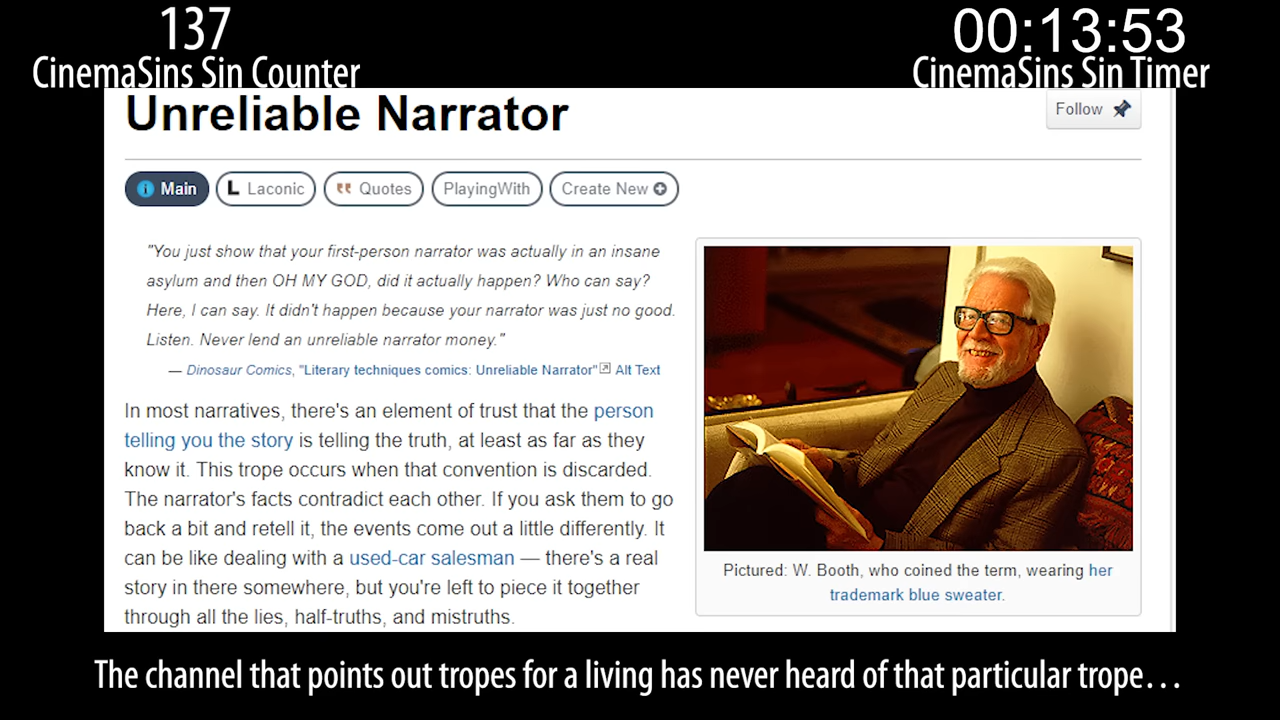 137
CinemaSins Sin Counter
00:13:53
CinemaSins Sin Timer
Unreliable Narrator
Follow
Main
L Laconic
Quotes
PlayingWith
Create New
"You just show that your first-person narrator was actually in an insane
asylum and then OH MY GOD, did it actually happen? Who can say?
Here, I can say. It didn't happen because your narrator was just no good.
Listen. Never lend an unreliable narrator money."
— Dinosaur Comics, "Literary techniques comics: Unreliable Narrator" Alt Text
In most narratives, there's an element of trust that the person
telling you the story is telling the truth, at least as far as they
know it. This trope occurs when that convention is discarded.
The narrator's facts contradict each other. If you ask them to go
back a bit and retell it, the events come out a little differently. It
can be like dealing with a used-car salesman — there's a real
story in there somewhere, but you're left to piece it together
through all the lies, half-truths, and mistruths.
Pictured: W. Booth, who coined the term, wearing her
trademark blue sweater.
The channel that points out tropes for a living has never heard of that particular trope…